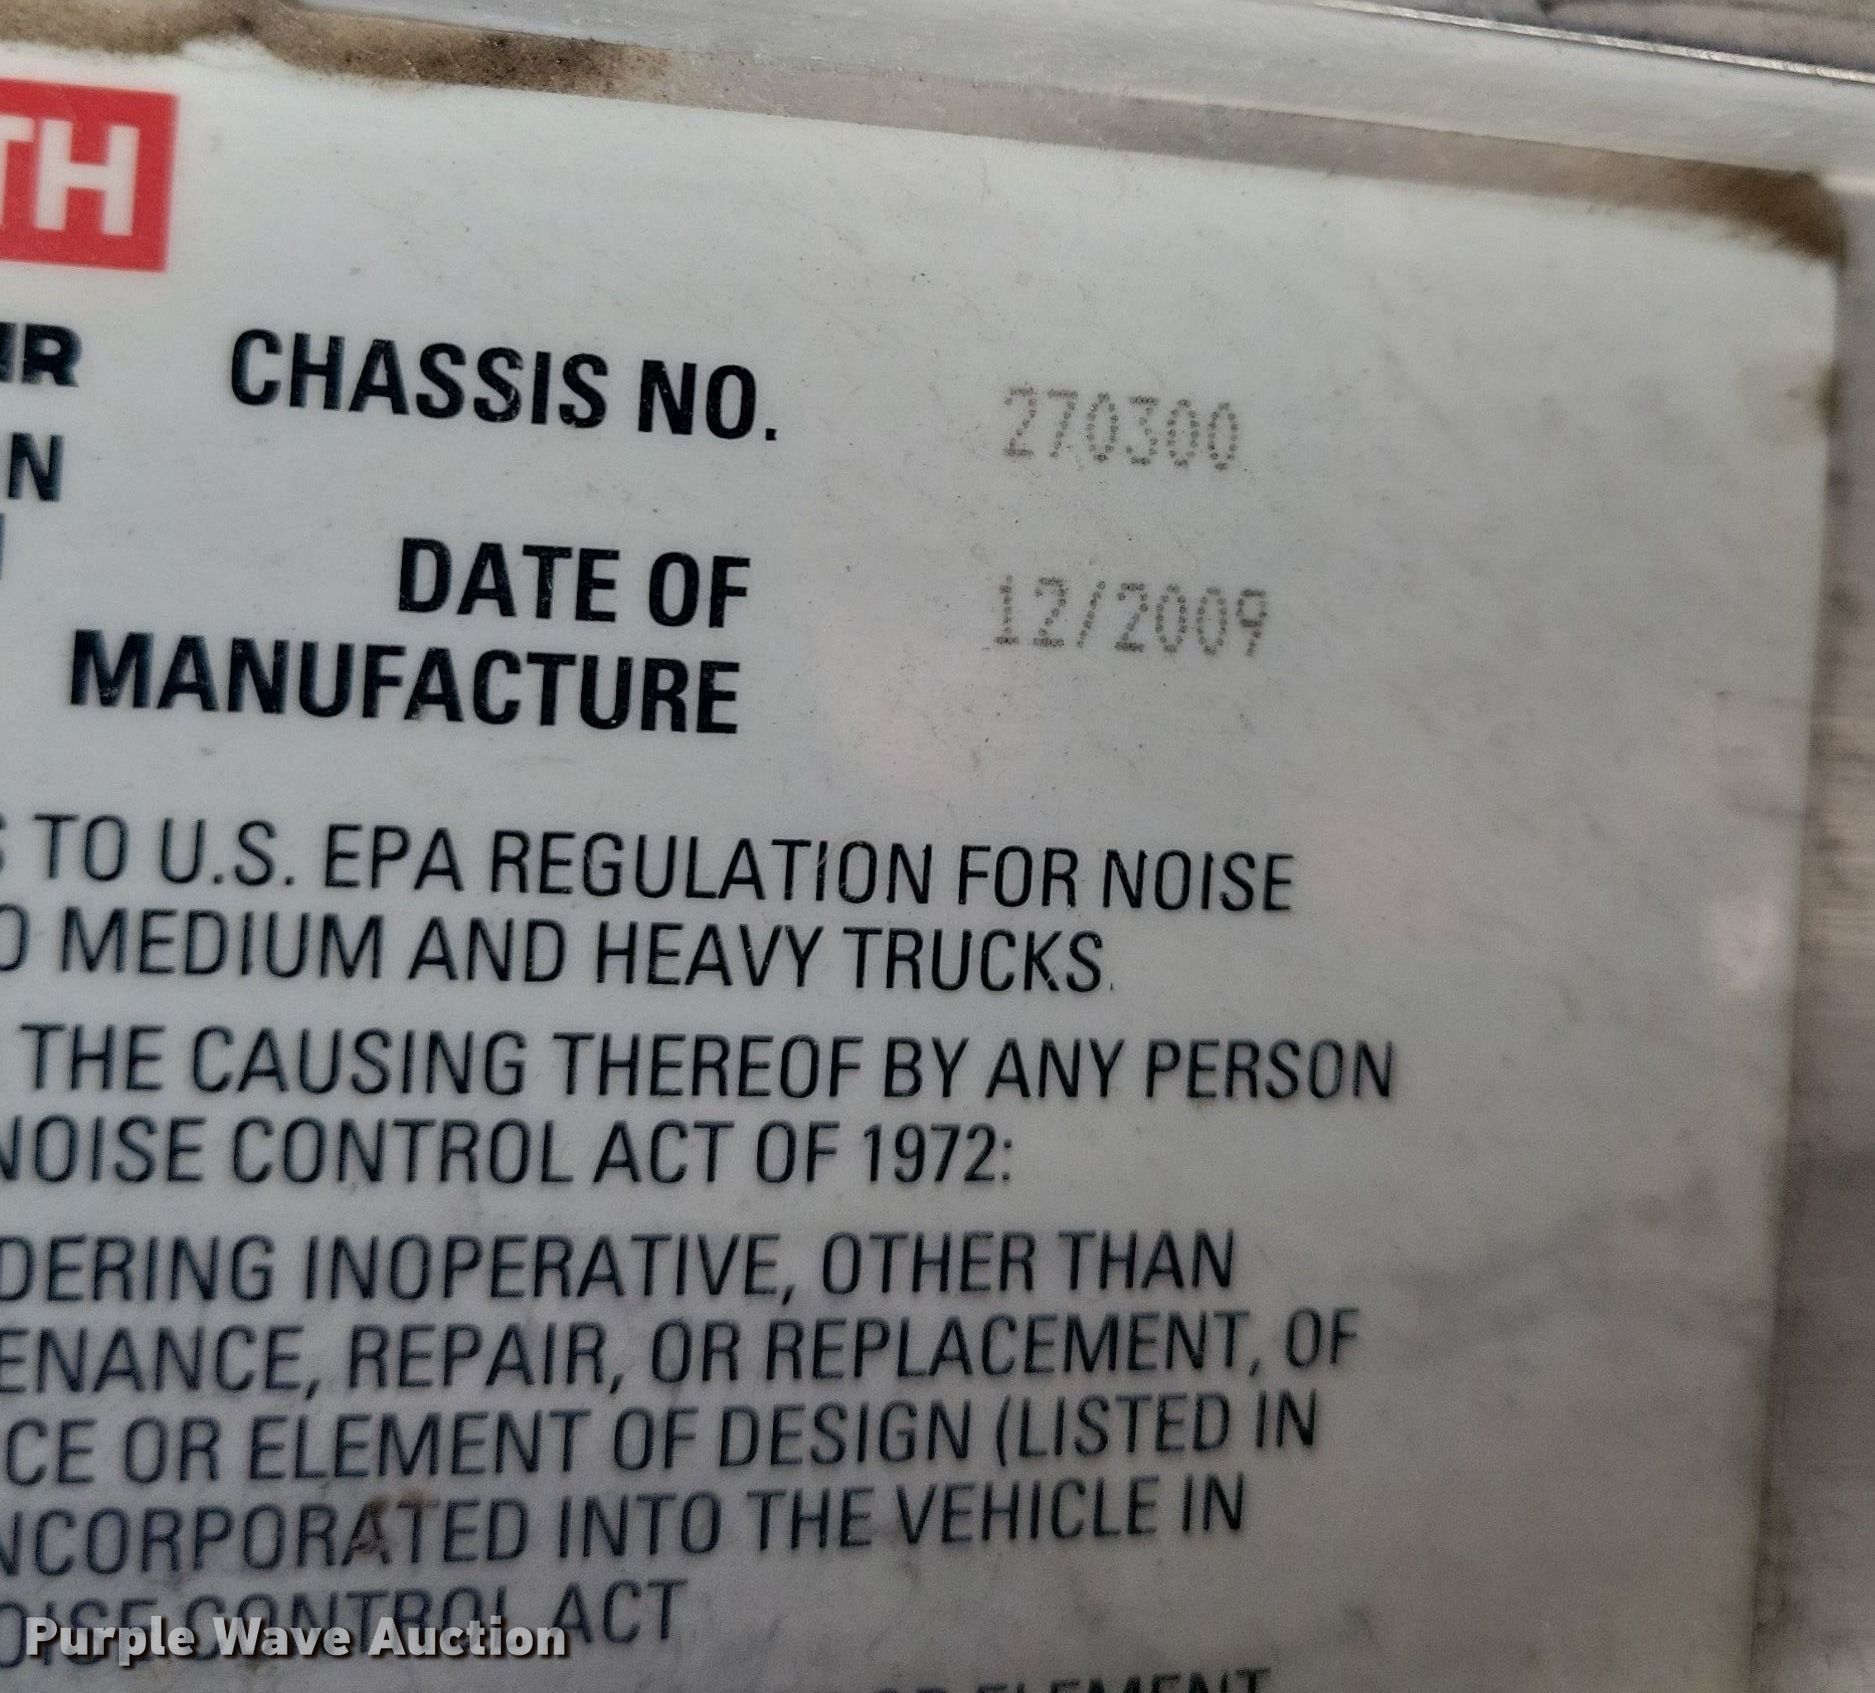 TH
CHASSIS NO. 270300
DATE OF
MANUFACTURE 12/2009
TO U.S. EPA REGULATION FOR NOISE
MEDIUM AND HEAVY TRUCKS.
THE CAUSING THEREOF BY ANY PERSON
NOISE CONTROL ACT OF 1972:
DERING INOPERATIVE, OTHER THAN
ENANCE, REPAIR, OR REPLACEMENT, OF
CE OR ELEMENT OF DESIGN (LISTED IN
NCORPORATED INTO THE VEHICLE IN
OISE CONTROL ACT
Purple Wave Auction
ELEMENT